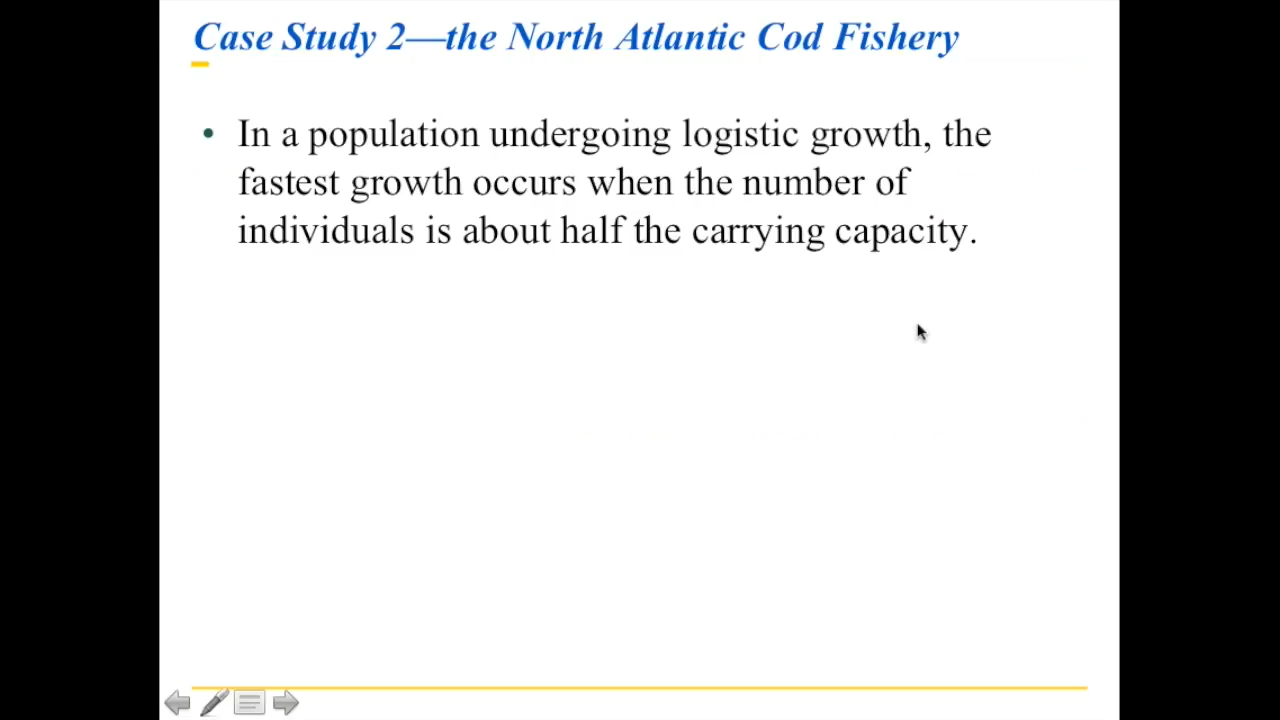 Case Study 2—the North Atlantic Cod Fishery
• In a population undergoing logistic growth, the
fastest growth occurs when the number of
individuals is about half the carrying capacity.